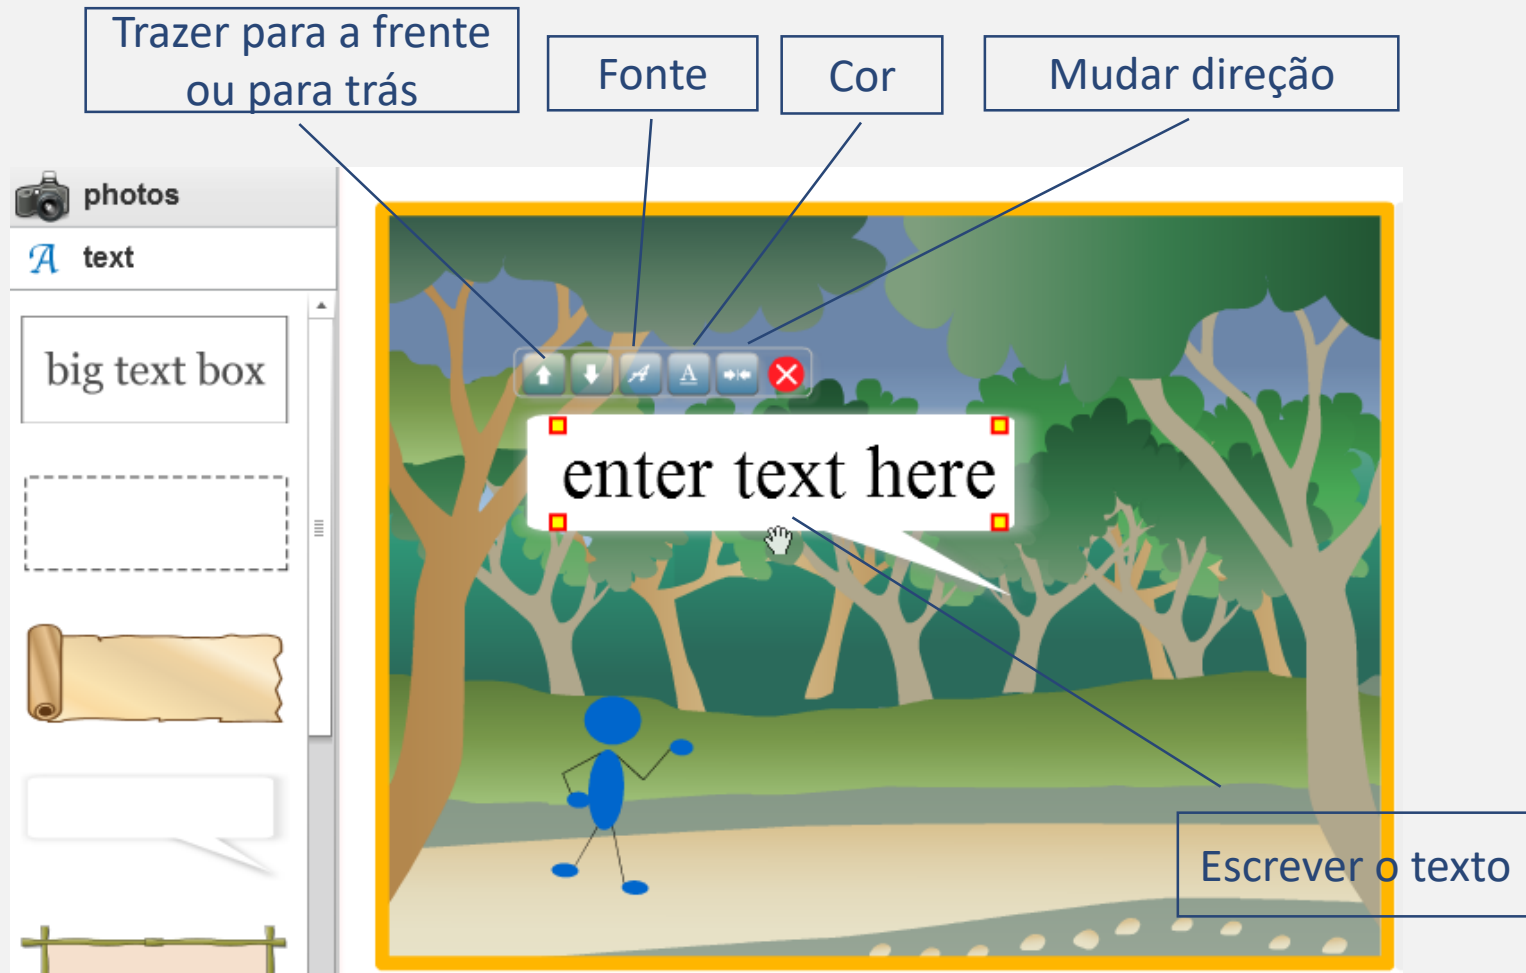 Trazer para a frente
ou para trás
Fonte
Cor
Mudar direção
photos
A text
big text box
A
enter text here
Escrever o texto